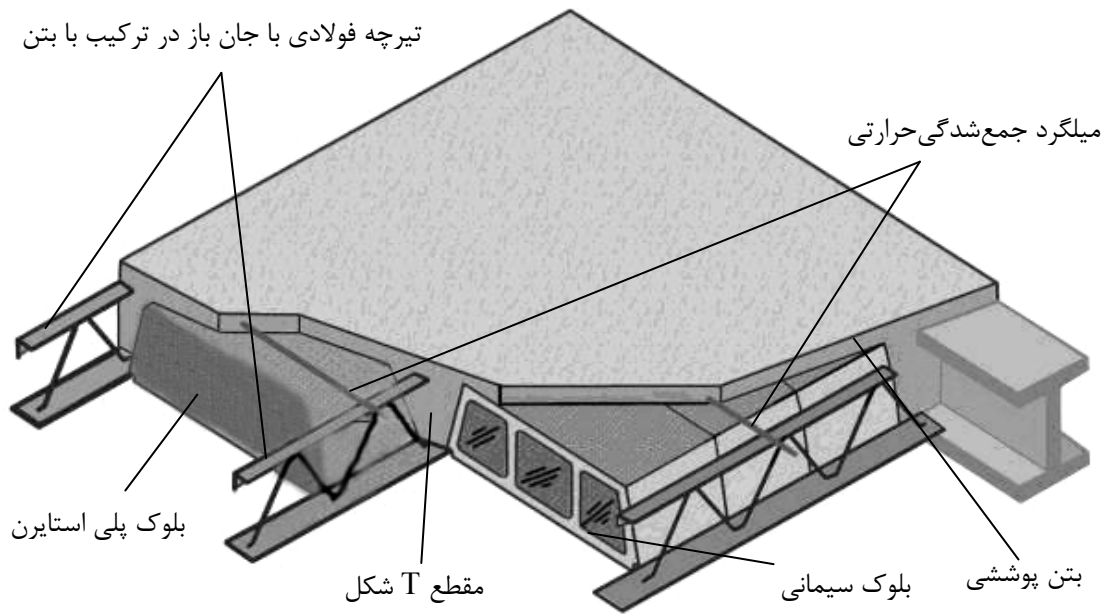 تیرچه فولادی با جان باز در ترکیب با بتن
میلگرد جمع‌شدگی‌حرارتی
بلوک پلی استایرن
مقطع T شکل
بلوک سیمانی
بتن پوششی